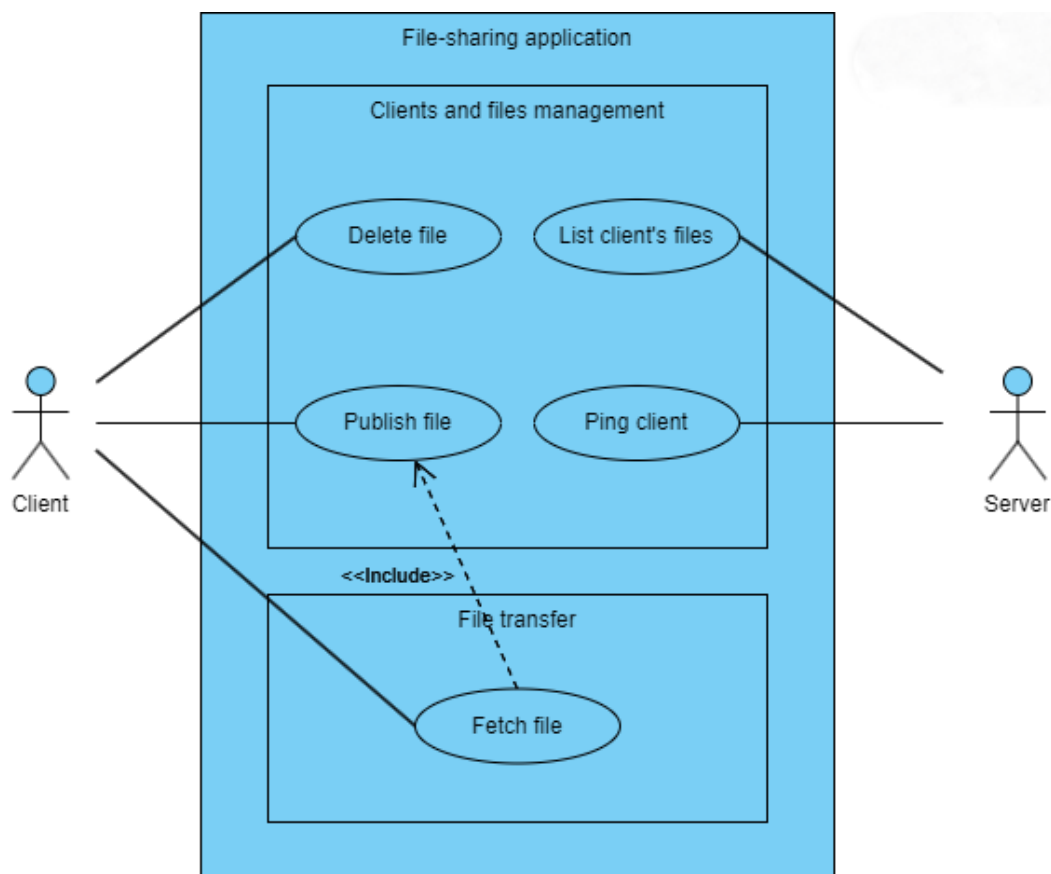 File-sharing application
Clients and files management
Delete file
List client's files
Publish file
Ping client
Client
Server
<<Include>>
File transfer
Fetch file